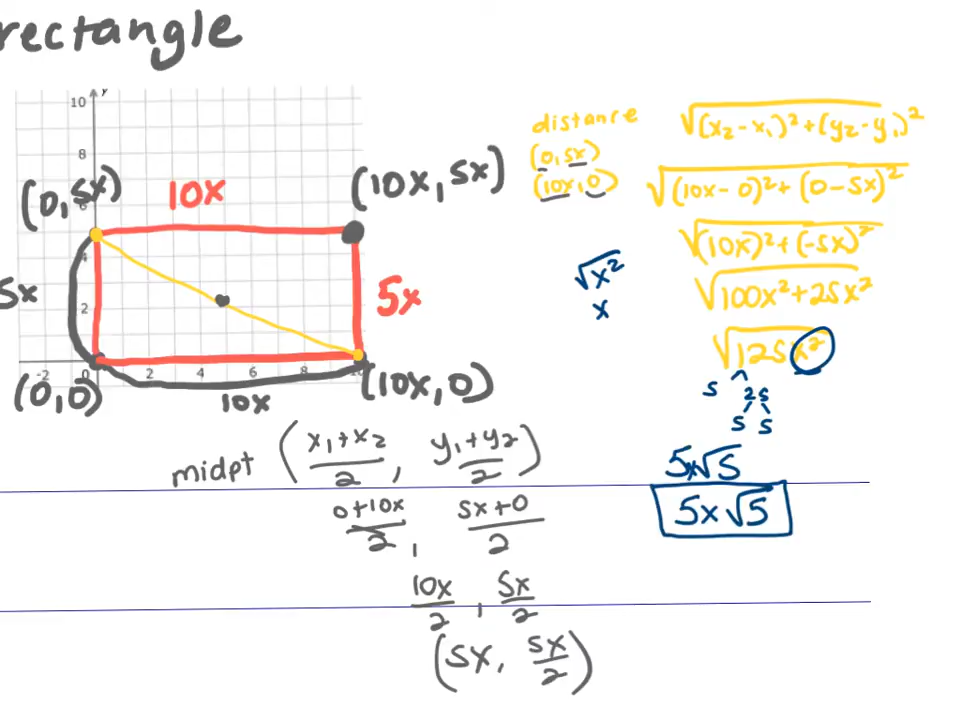 rectangle
y
10
8
6
4
2
-2
0
2
4
6
8
10
(0,5x)
10x
(10x,5x)
5x
5x
(0,0)
10x
(10x,0)
distance
(0,5x)
(10x,0)
√(x₂-x₁)²+(y₂-y₁)²
√(10x-0)²+(0-5x)²
√(10x)²+(-5x)²
√100x²+25x²
√125x²
5 25
5 5
√x²
x
5x√5
5x√5
midpt (x₁+x₂/2, y₁+y₂/2)
0+10x/2, 5x+0/2
10x/2, 5x/2
(5x, 5x/2)